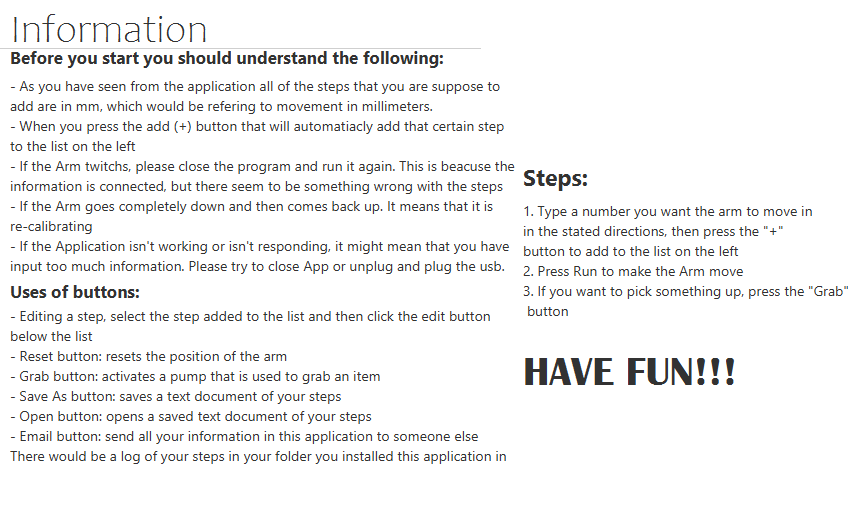 Information
Before you start you should understand the following:
- As you have seen from the application all of the steps that you are suppose to
add are in mm, which would be refering to movement in millimeters.
- When you press the add (+) button that will automatiacly add that certain step
to the list on the left
- If the Arm twitchs, please close the program and run it again. This is beacuse the
information is connected, but there seem to be something wrong with the steps
- If the Arm goes completely down and then comes back up. It means that it is
re-calibrating
- If the Application isn't working or isn't responding, it might mean that you have
input too much information. Please try to close App or unplug and plug the usb.
Uses of buttons:
- Editing a step, select the step added to the list and then click the edit button
below the list
- Reset button: resets the position of the arm
- Grab button: activates a pump that is used to grab an item
- Save As button: saves a text document of your steps
- Open button: opens a saved text document of your steps
- Email button: send all your information in this application to someone else
There would be a log of your steps in your folder you installed this application in
Steps:
1. Type a number you want the arm to move in
in the stated directions, then press the "+"
button to add to the list on the left
2. Press Run to make the Arm move
3. If you want to pick something up, press the "Grab"
button
HAVE FUN!!!